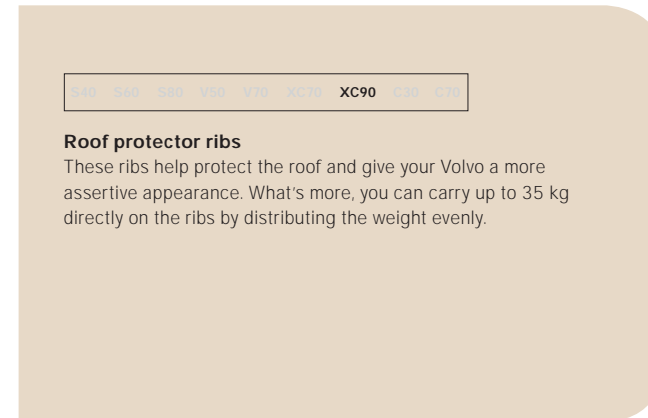 S40 S60 S80 V50 V70 XC70 XC90 C30 C70
Roof protector ribs
These ribs help protect the roof and give your Volvo a more
assertive appearance. What's more, you can carry up to 35 kg
directly on the ribs by distributing the weight evenly.